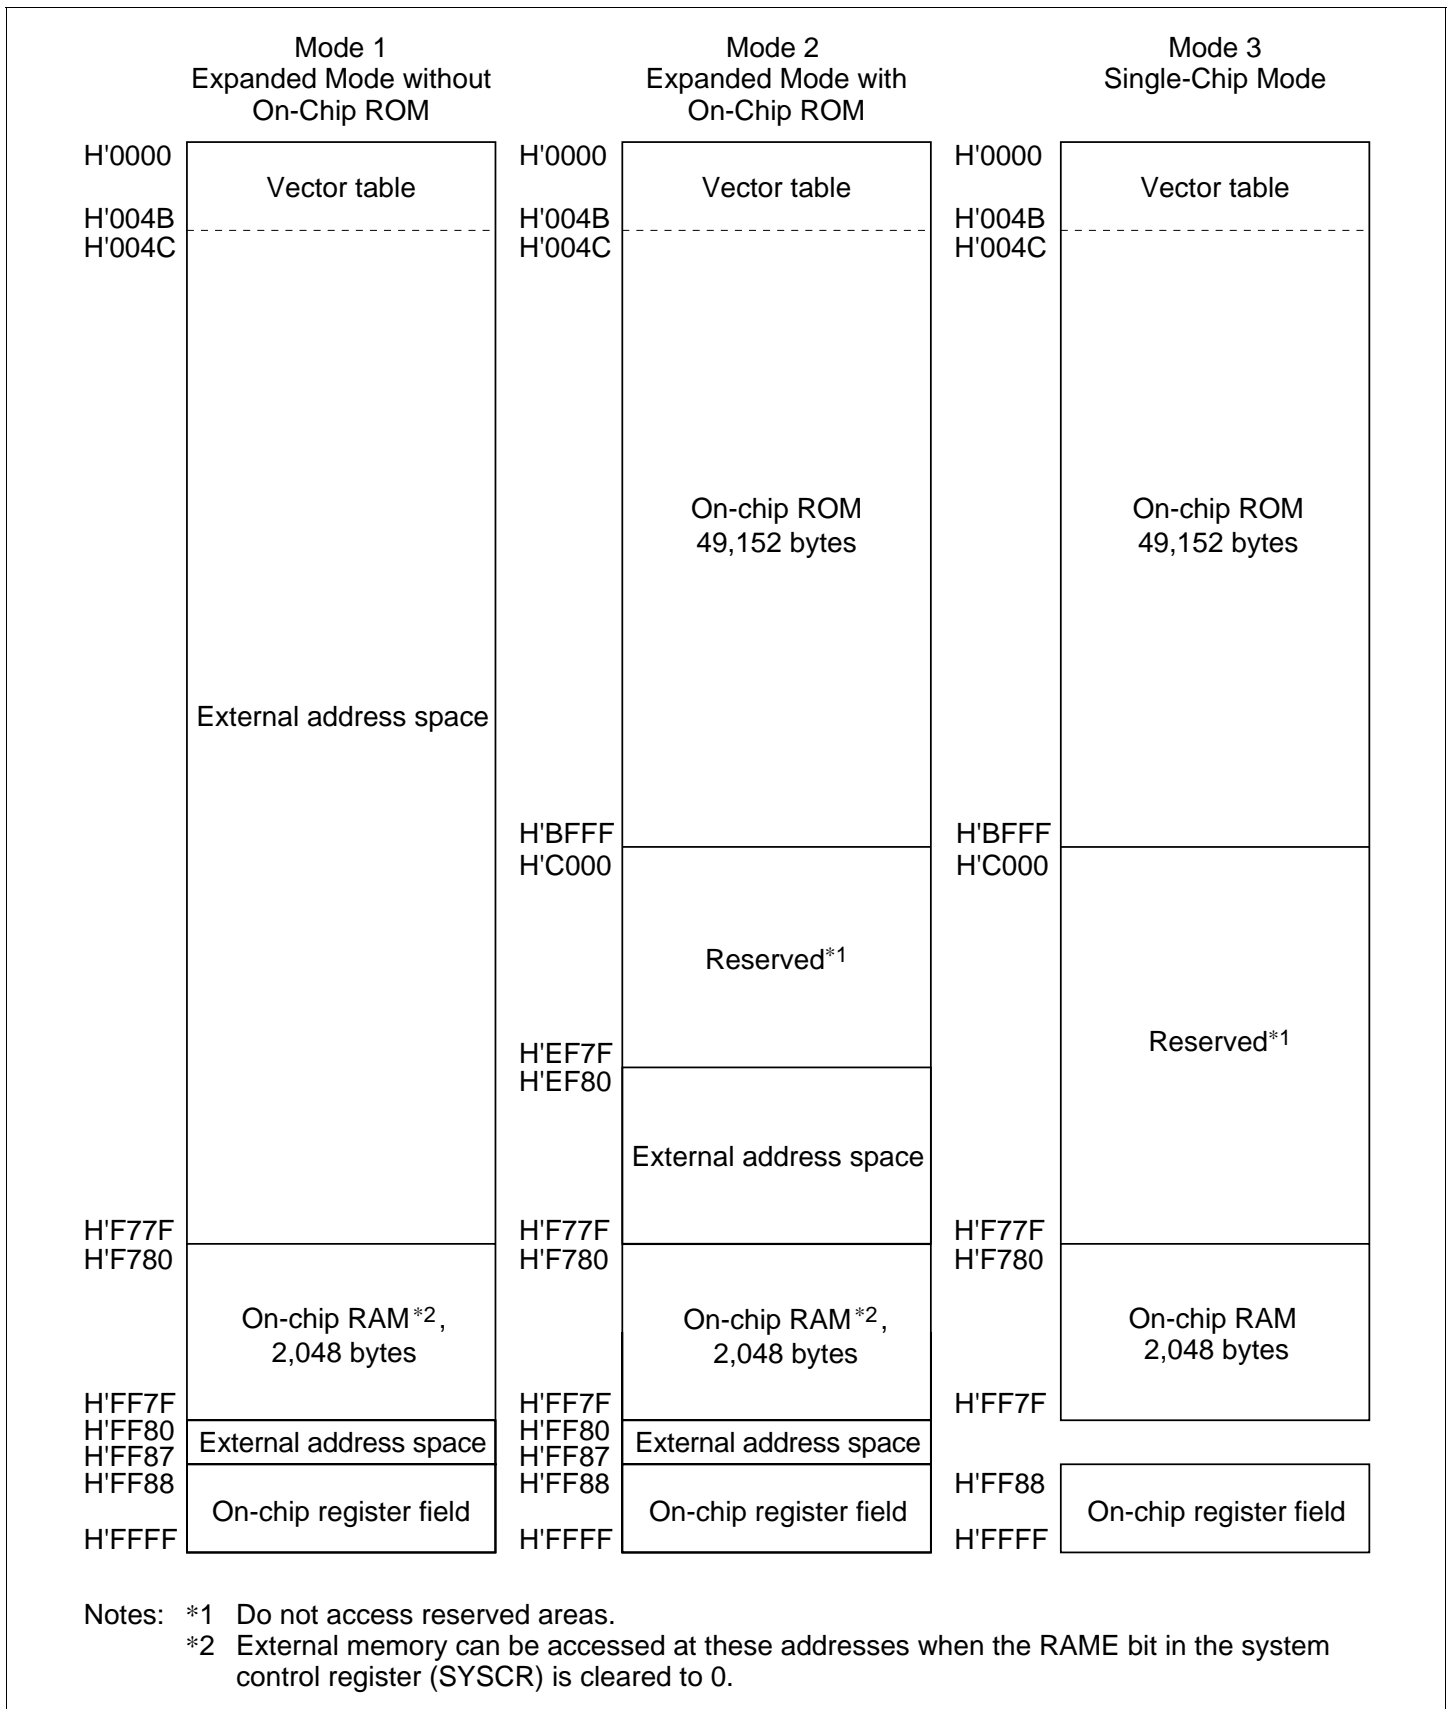 Mode 1
Expanded Mode without
On-Chip ROM
H'0000
Vector table
H'004B
H'004C
External address space
H'F77F
H'F780
On-chip RAM*2,
2,048 bytes
H'FF7F
H'FF80
External address space
H'FF87
H'FF88
On-chip register field
H'FFFF
Mode 2
Expanded Mode with
On-Chip ROM
H'0000
Vector table
H'004B
H'004C
On-chip ROM
49,152 bytes
H'BFFF
H'C000
Reserved*1
H'EF7F
H'EF80
External address space
H'F77F
H'F780
On-chip RAM*2,
2,048 bytes
H'FF7F
H'FF80
External address space
H'FF87
H'FF88
On-chip register field
H'FFFF
Mode 3
Single-Chip Mode
H'0000
Vector table
H'004B
H'004C
On-chip ROM
49,152 bytes
H'BFFF
H'C000
Reserved*1
H'F77F
H'F780
On-chip RAM
2,048 bytes
H'FF7F
H'FF88
On-chip register field
H'FFFF
Notes: *1 Do not access reserved areas.
*2 External memory can be accessed at these addresses when the RAME bit in the system
control register (SYSCR) is cleared to 0.